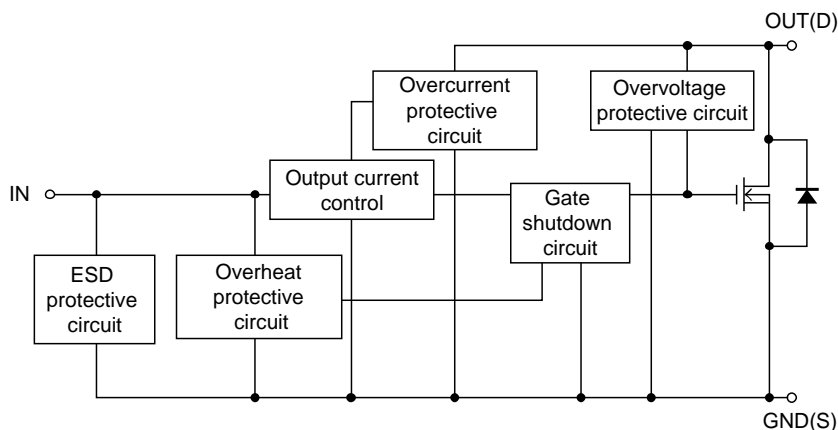 OUT(D)
Overcurrent
protective
circuit
Overvoltage
protective circuit
IN
Output current
control
Gate
shutdown
circuit
ESD
protective
circuit
Overheat
protective
circuit
GND(S)